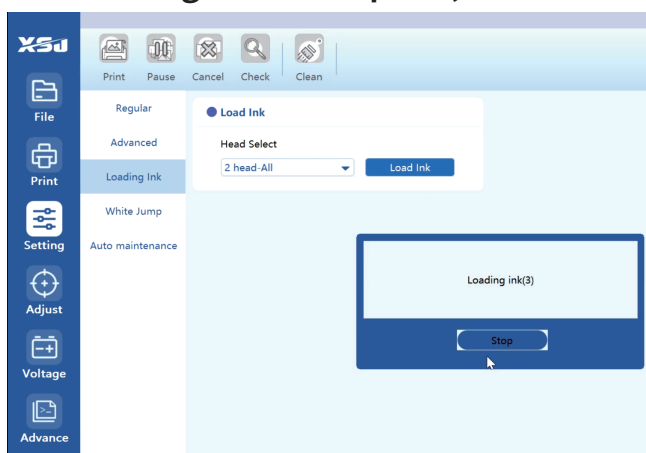 XSJ
Print Pause Cancel Check Clean
File
Print
Setting
Adjust
Voltage
Advance
Regular
Advanced
Loading Ink
White Jump
Auto maintenance
Load Ink
Head Select
2 head-All
Load Ink
Loading ink(3)
Stop